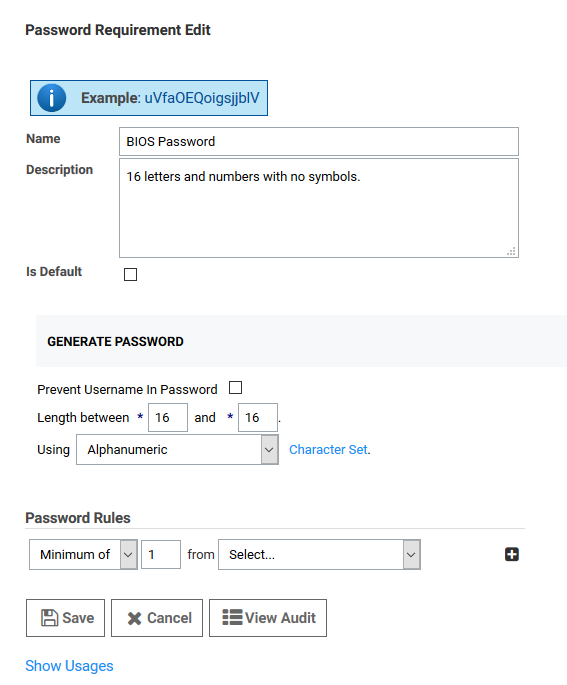 Password Requirement Edit
Example: uVfaOEQoigsjjblV
Name
BIOS Password
Description
16 letters and numbers with no symbols.
Is Default
GENERATE PASSWORD
Prevent Username In Password
Length between * 16 and * 16.
Using Alphanumeric Character Set.
Password Rules
Minimum of 1 from Select...
Save Cancel View Audit
Show Usages